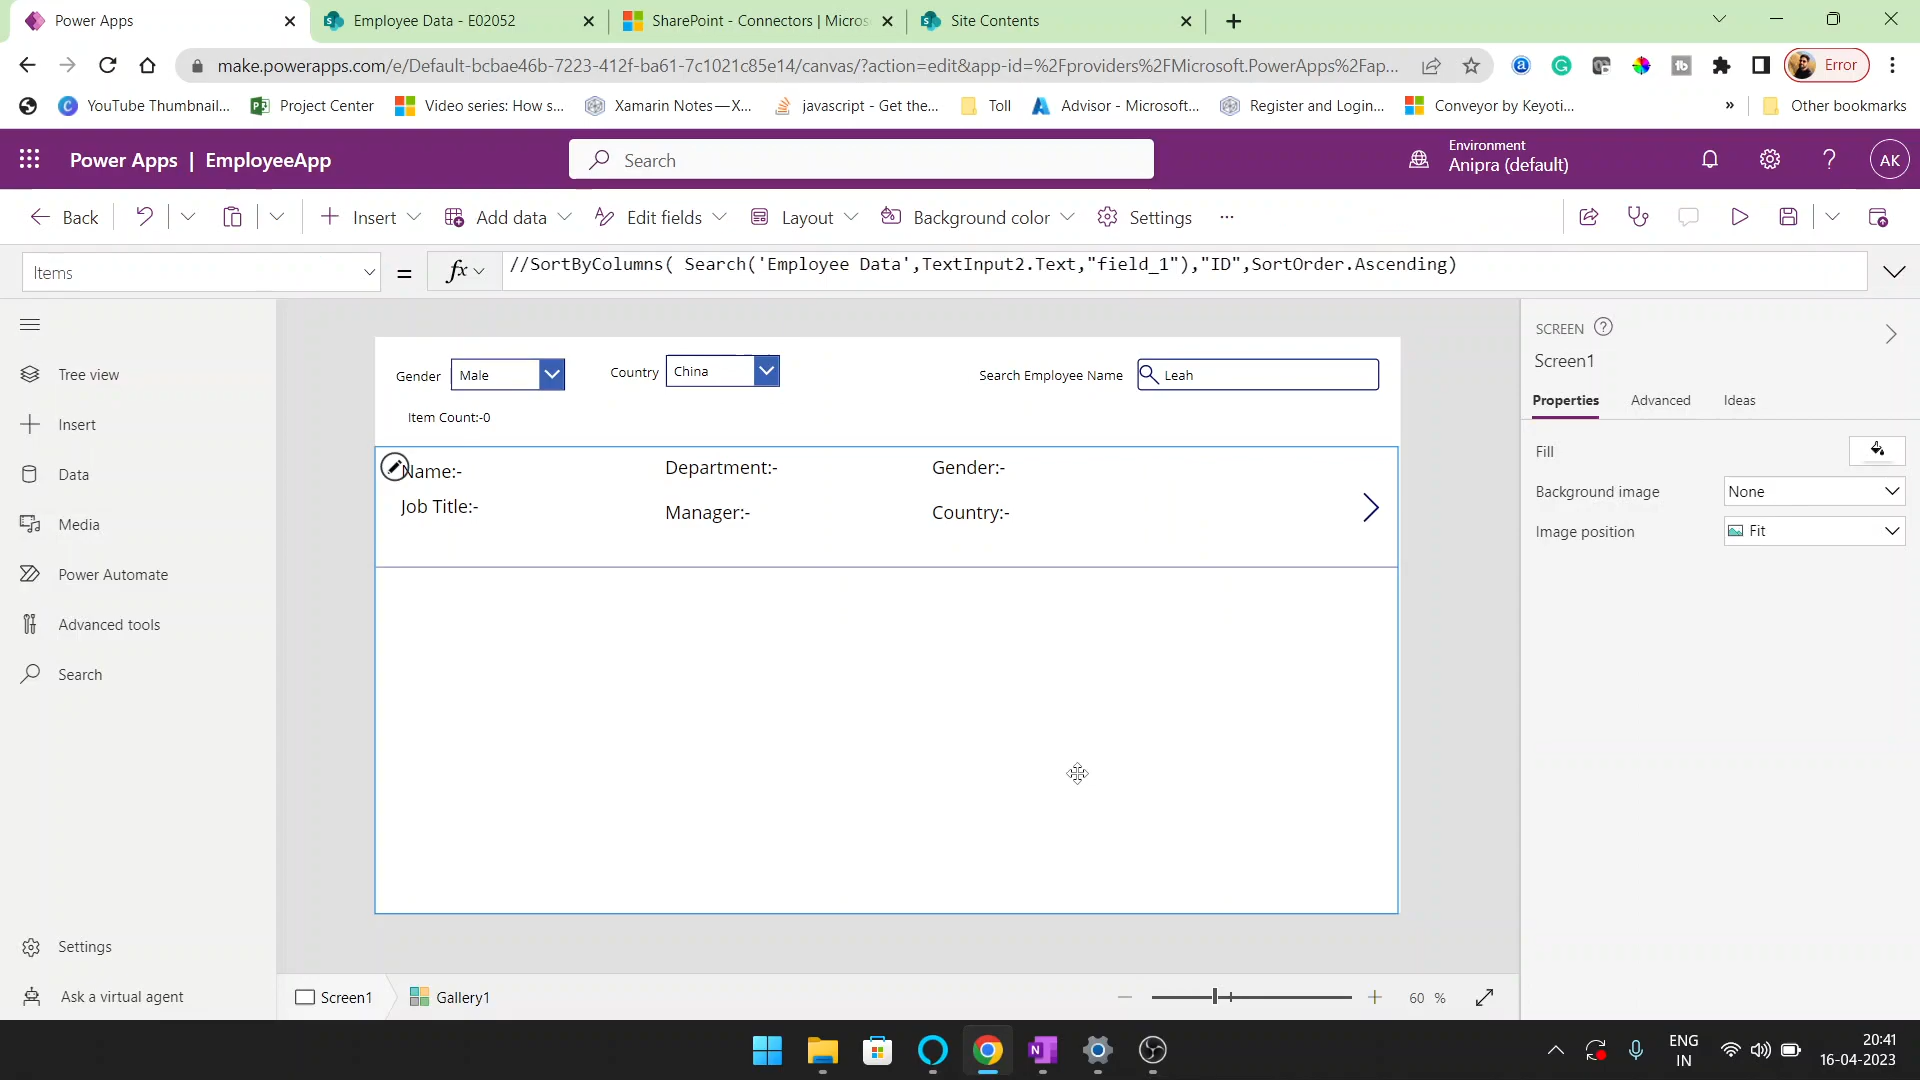 Power Apps
Employee Data - E02052
SharePoint - Connectors | Micros
Site Contents
make.powerapps.com/e/Default-bcbae46b-7223-412f-ba61-7c1021c85e14/canvas/?action=edit&app-id=%2Fproviders%2FMicrosoft.PowerApps%2Fap...
Error
YouTube Thumbnail...
Project Center
Video series: How s...
Xamarin Notes—X...
javascript - Get the...
Toll
Advisor - Microsoft...
Register and Login...
Conveyor by Keyoti...
»
Other bookmarks
Power Apps | EmployeeApp
Search
Environment
Anipra (default)
AK
Back
Insert
Add data
Edit fields
Layout
Background color
Settings
...
Items
=
fx
//SortByColumns( Search('Employee Data',TextInput2.Text,"field_1"),"ID",SortOrder.Ascending)
Tree view
Insert
Data
Media
Power Automate
Advanced tools
Search
Settings
Ask a virtual agent
Gender
Male
Country
China
Search Employee Name
Leah
Item Count:-0
Name:-
Department:-
Gender:-
Job Title:-
Manager:-
Country:-
SCREEN
Screen1
Properties
Advanced
Ideas
Fill
Background image
None
Image position
Fit
Screen1
Gallery1
60 %
ENG
IN
20:41
16-04-2023